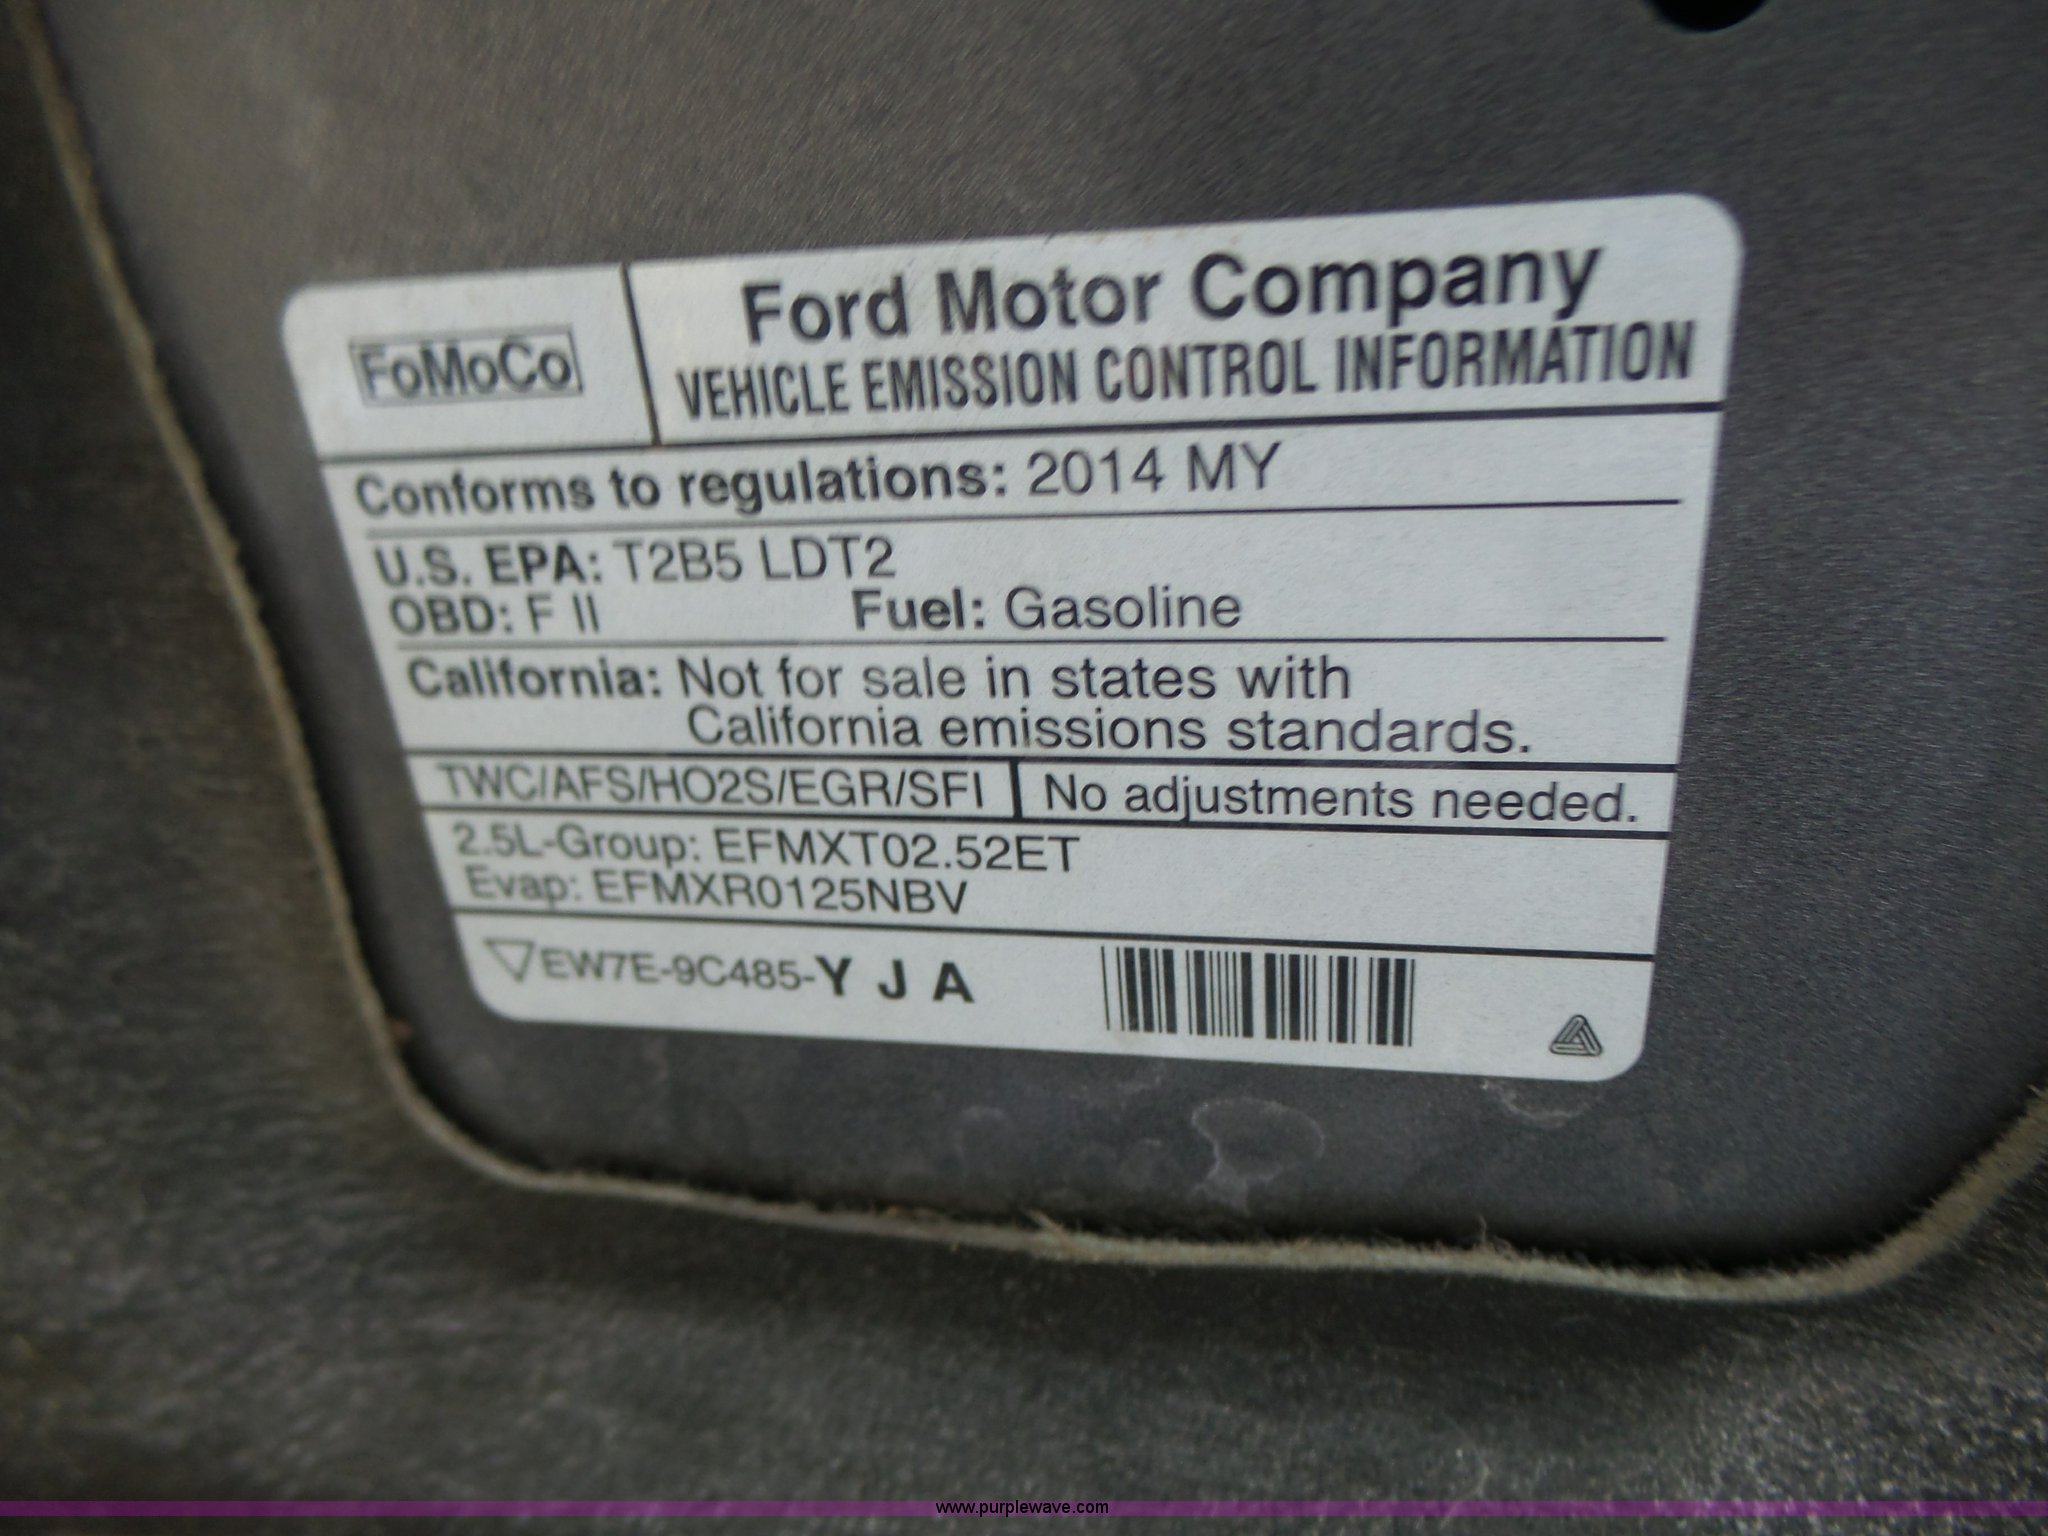 FoMoCo
Ford Motor Company
VEHICLE EMISSION CONTROL INFORMATION
Conforms to regulations: 2014 MY
U.S. EPA: T2B5 LDT2
OBD: F II Fuel: Gasoline
California: Not for sale in states with
California emissions standards.
TWC/AFS/HO2S/EGR/SFI No adjustments needed.
2.5L-Group: EFMXT02.52ET
Evap: EFMXR0125NBV
EW7E-9C485-Y J A
www.purplewave.com